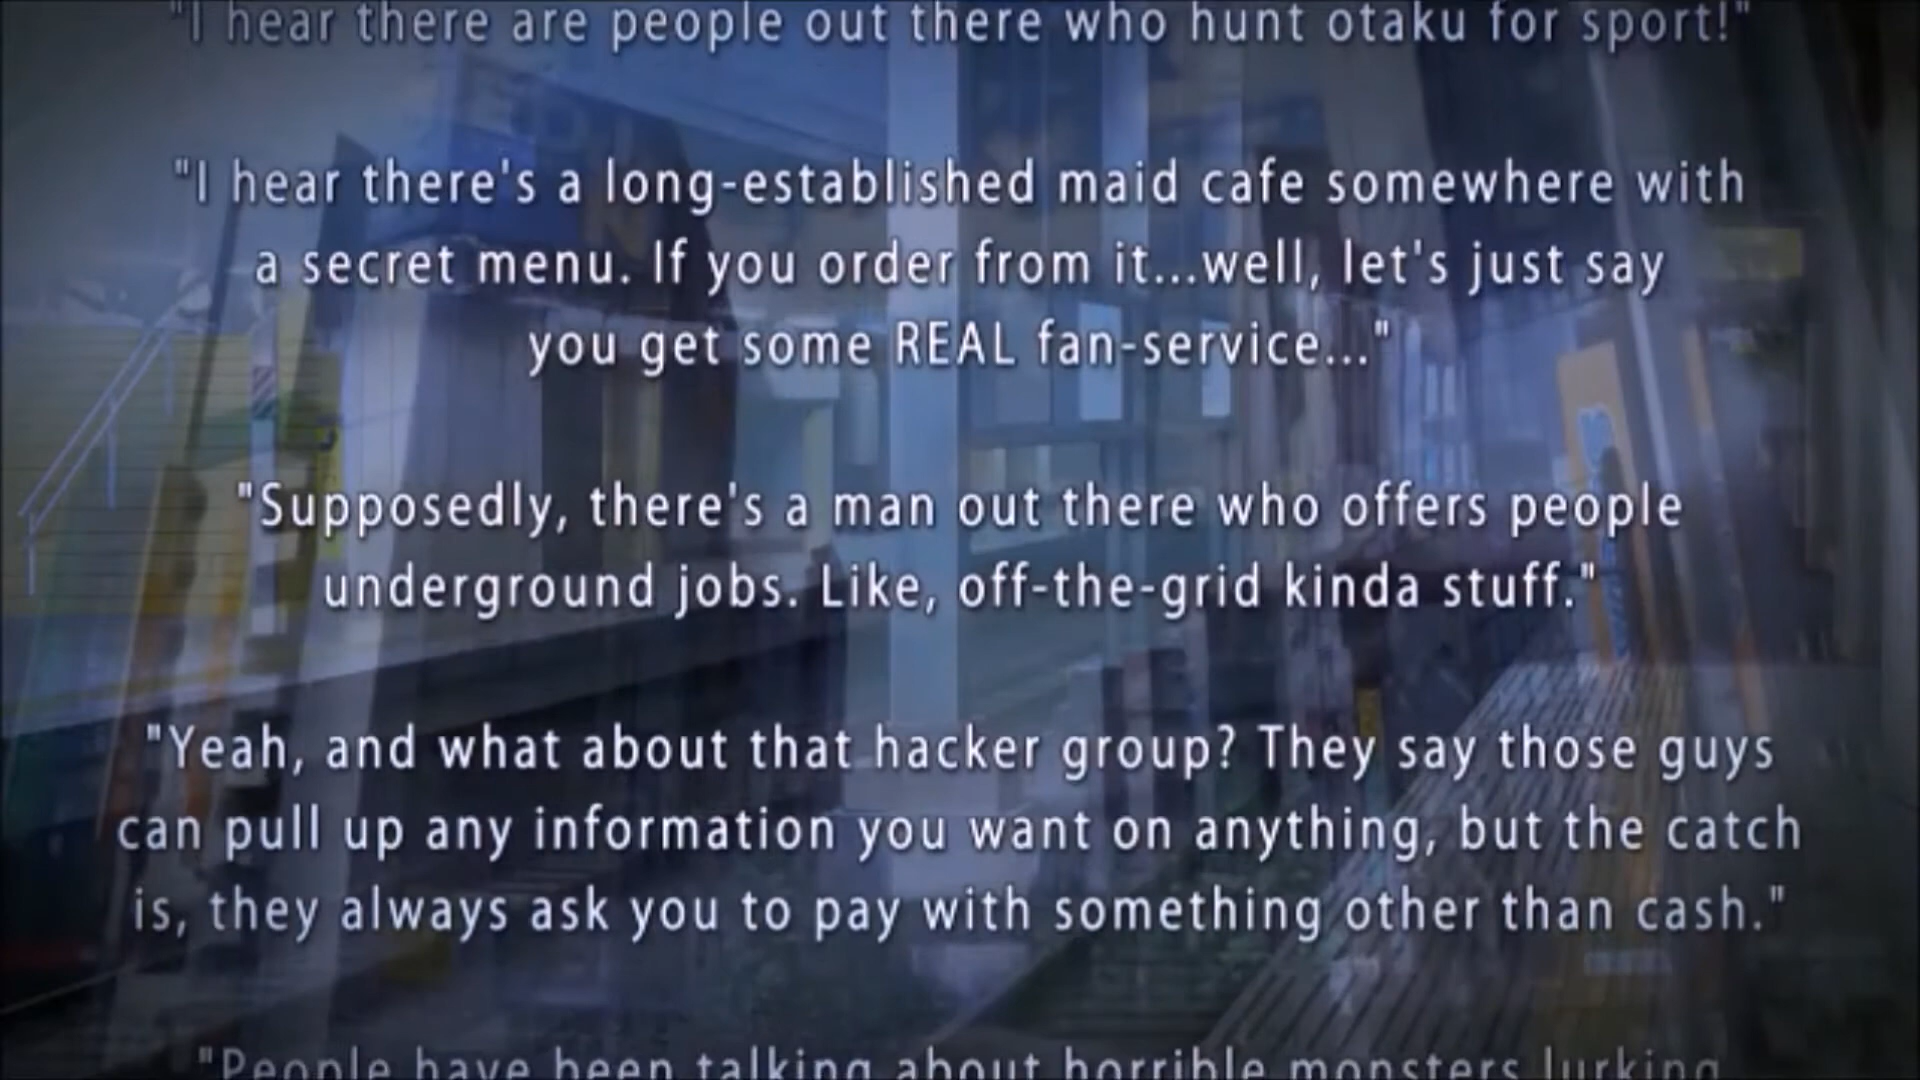 "I hear there are people out there who hunt otaku for sport!"
"I hear there's a long-established maid cafe somewhere with
a secret menu. If you order from it...well, let's just say
you get some REAL fan-service..."
"Supposedly, there's a man out there who offers people
underground jobs. Like, off-the-grid kinda stuff."
"Yeah, and what about that hacker group? They say those guys
can pull up any information you want on anything, but the catch
is, they always ask you to pay with something other than cash."
"People have been talking about horrible monsters lurking